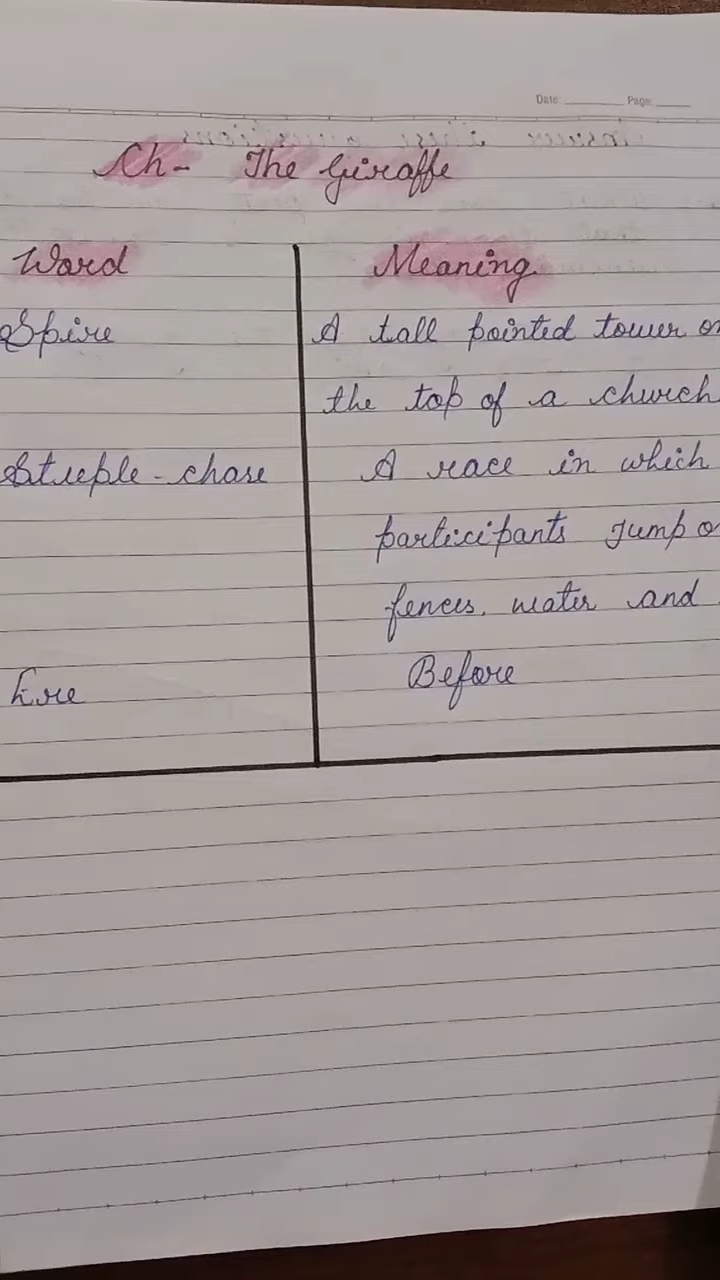 Date: Page:
Ch- The Giraffe
Word Meaning
Spire A tall pointed tower on
the top of a church
Steeple-chase A race in which
participants jump o
fences, water and
Ere Before